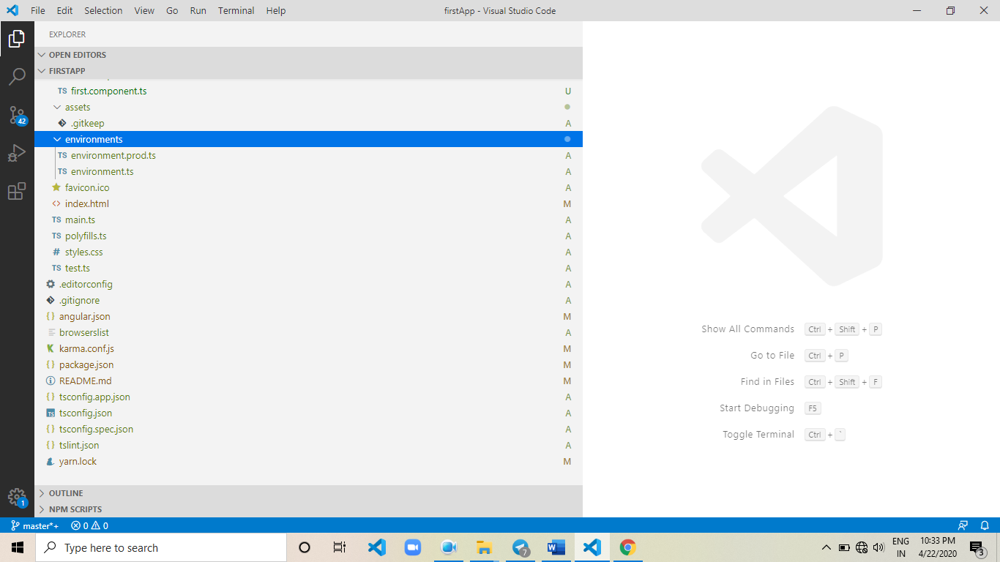 File Edit Selection View Go Run Terminal Help firstApp - Visual Studio Code
EXPLORER
OPEN EDITORS
FIRSTAPP
TS first.component.ts U
assets
.gitkeep A
environments
TS environment.prod.ts A
TS environment.ts A
favicon.ico A
<> index.html M
TS main.ts A
TS polyfills.ts A
# styles.css A
TS test.ts A
.editorconfig A
.gitignore A
{} angular.json M
browserslist A
K karma.conf.js M
{} package.json M
README.md M
{} tsconfig.app.json A
TS tsconfig.json A
{} tsconfig.spec.json A
{} tslint.json A
yarn.lock M
OUTLINE
NPM SCRIPTS
42
1
Show All Commands Ctrl + Shift + P
Go to File Ctrl + P
Find in Files Ctrl + Shift + F
Start Debugging F5
Toggle Terminal Ctrl + `
master*+ 0 0
Type here to search
7
W
ENG
IN
10:33 PM
4/22/2020
3